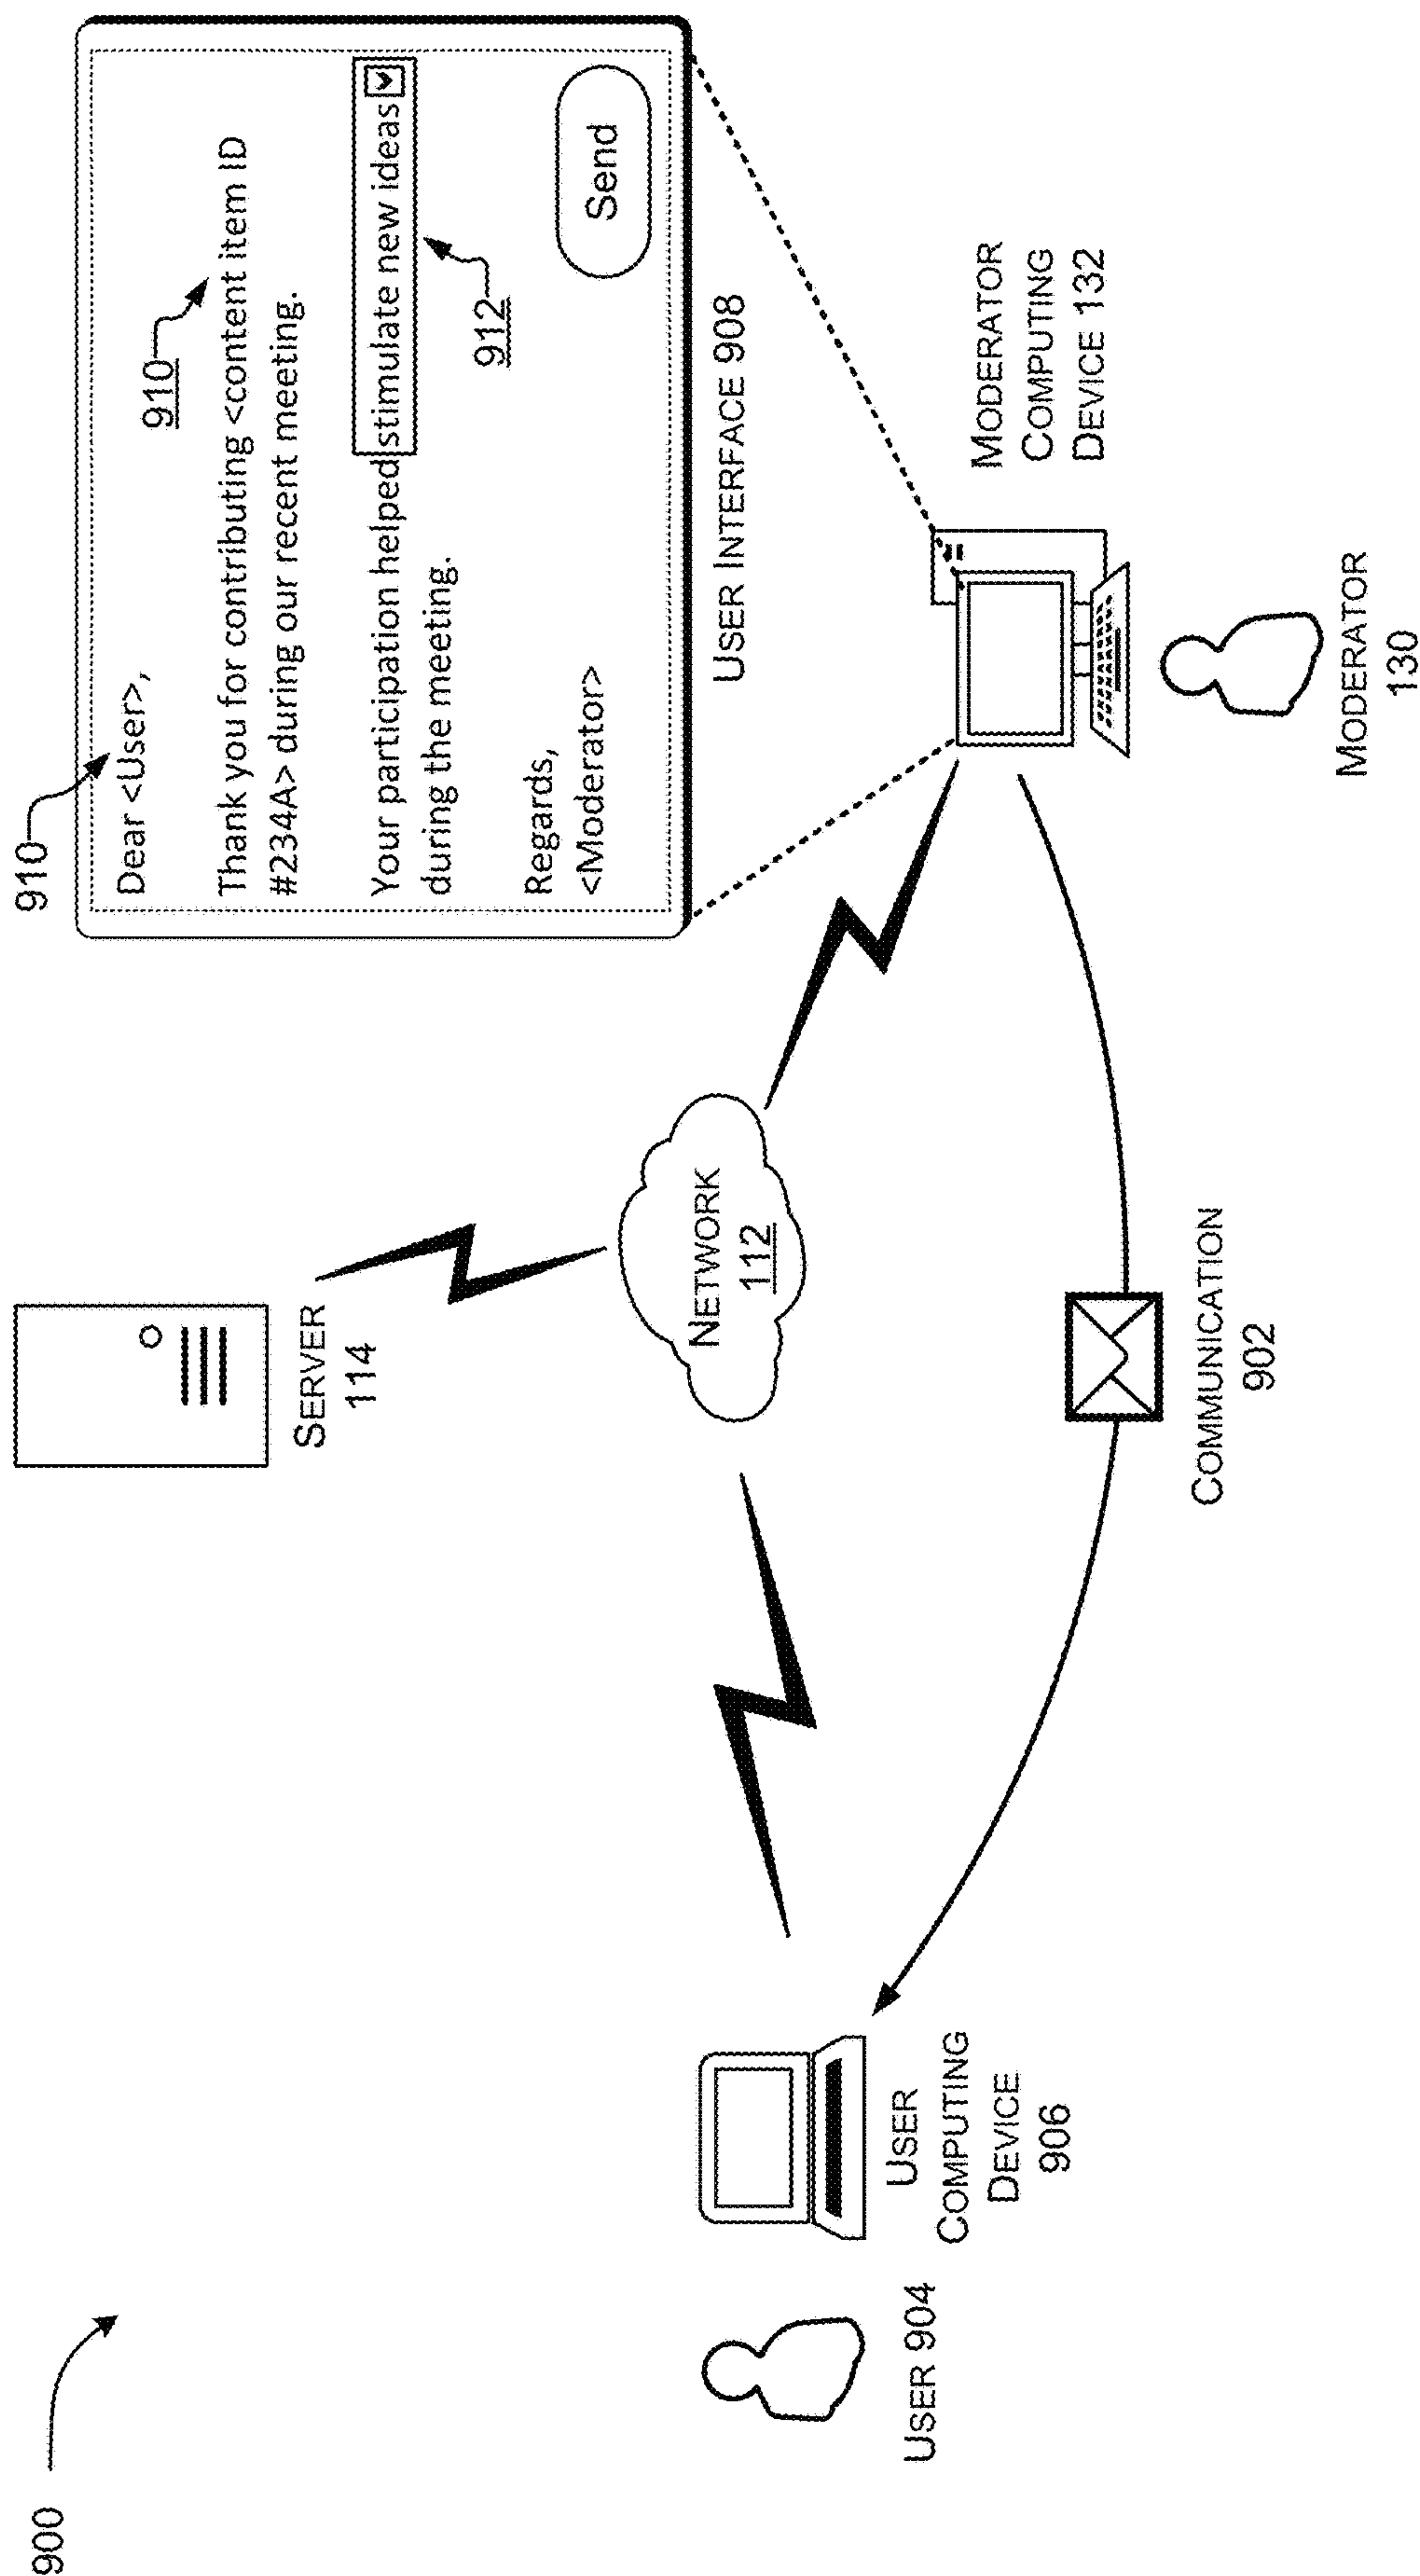 900
SERVER
114
910
Dear <User>,
910
Thank you for contributing <content item ID
#234A> during our recent meeting.
Your participation helped stimulate new ideas
during the meeting.
912
Regards,
<Moderator>
Send
USER INTERFACE 908
NETWORK
112
USER 904
USER
COMPUTING
DEVICE
906
COMMUNICATION
902
MODERATOR
COMPUTING
DEVICE 132
MODERATOR
130